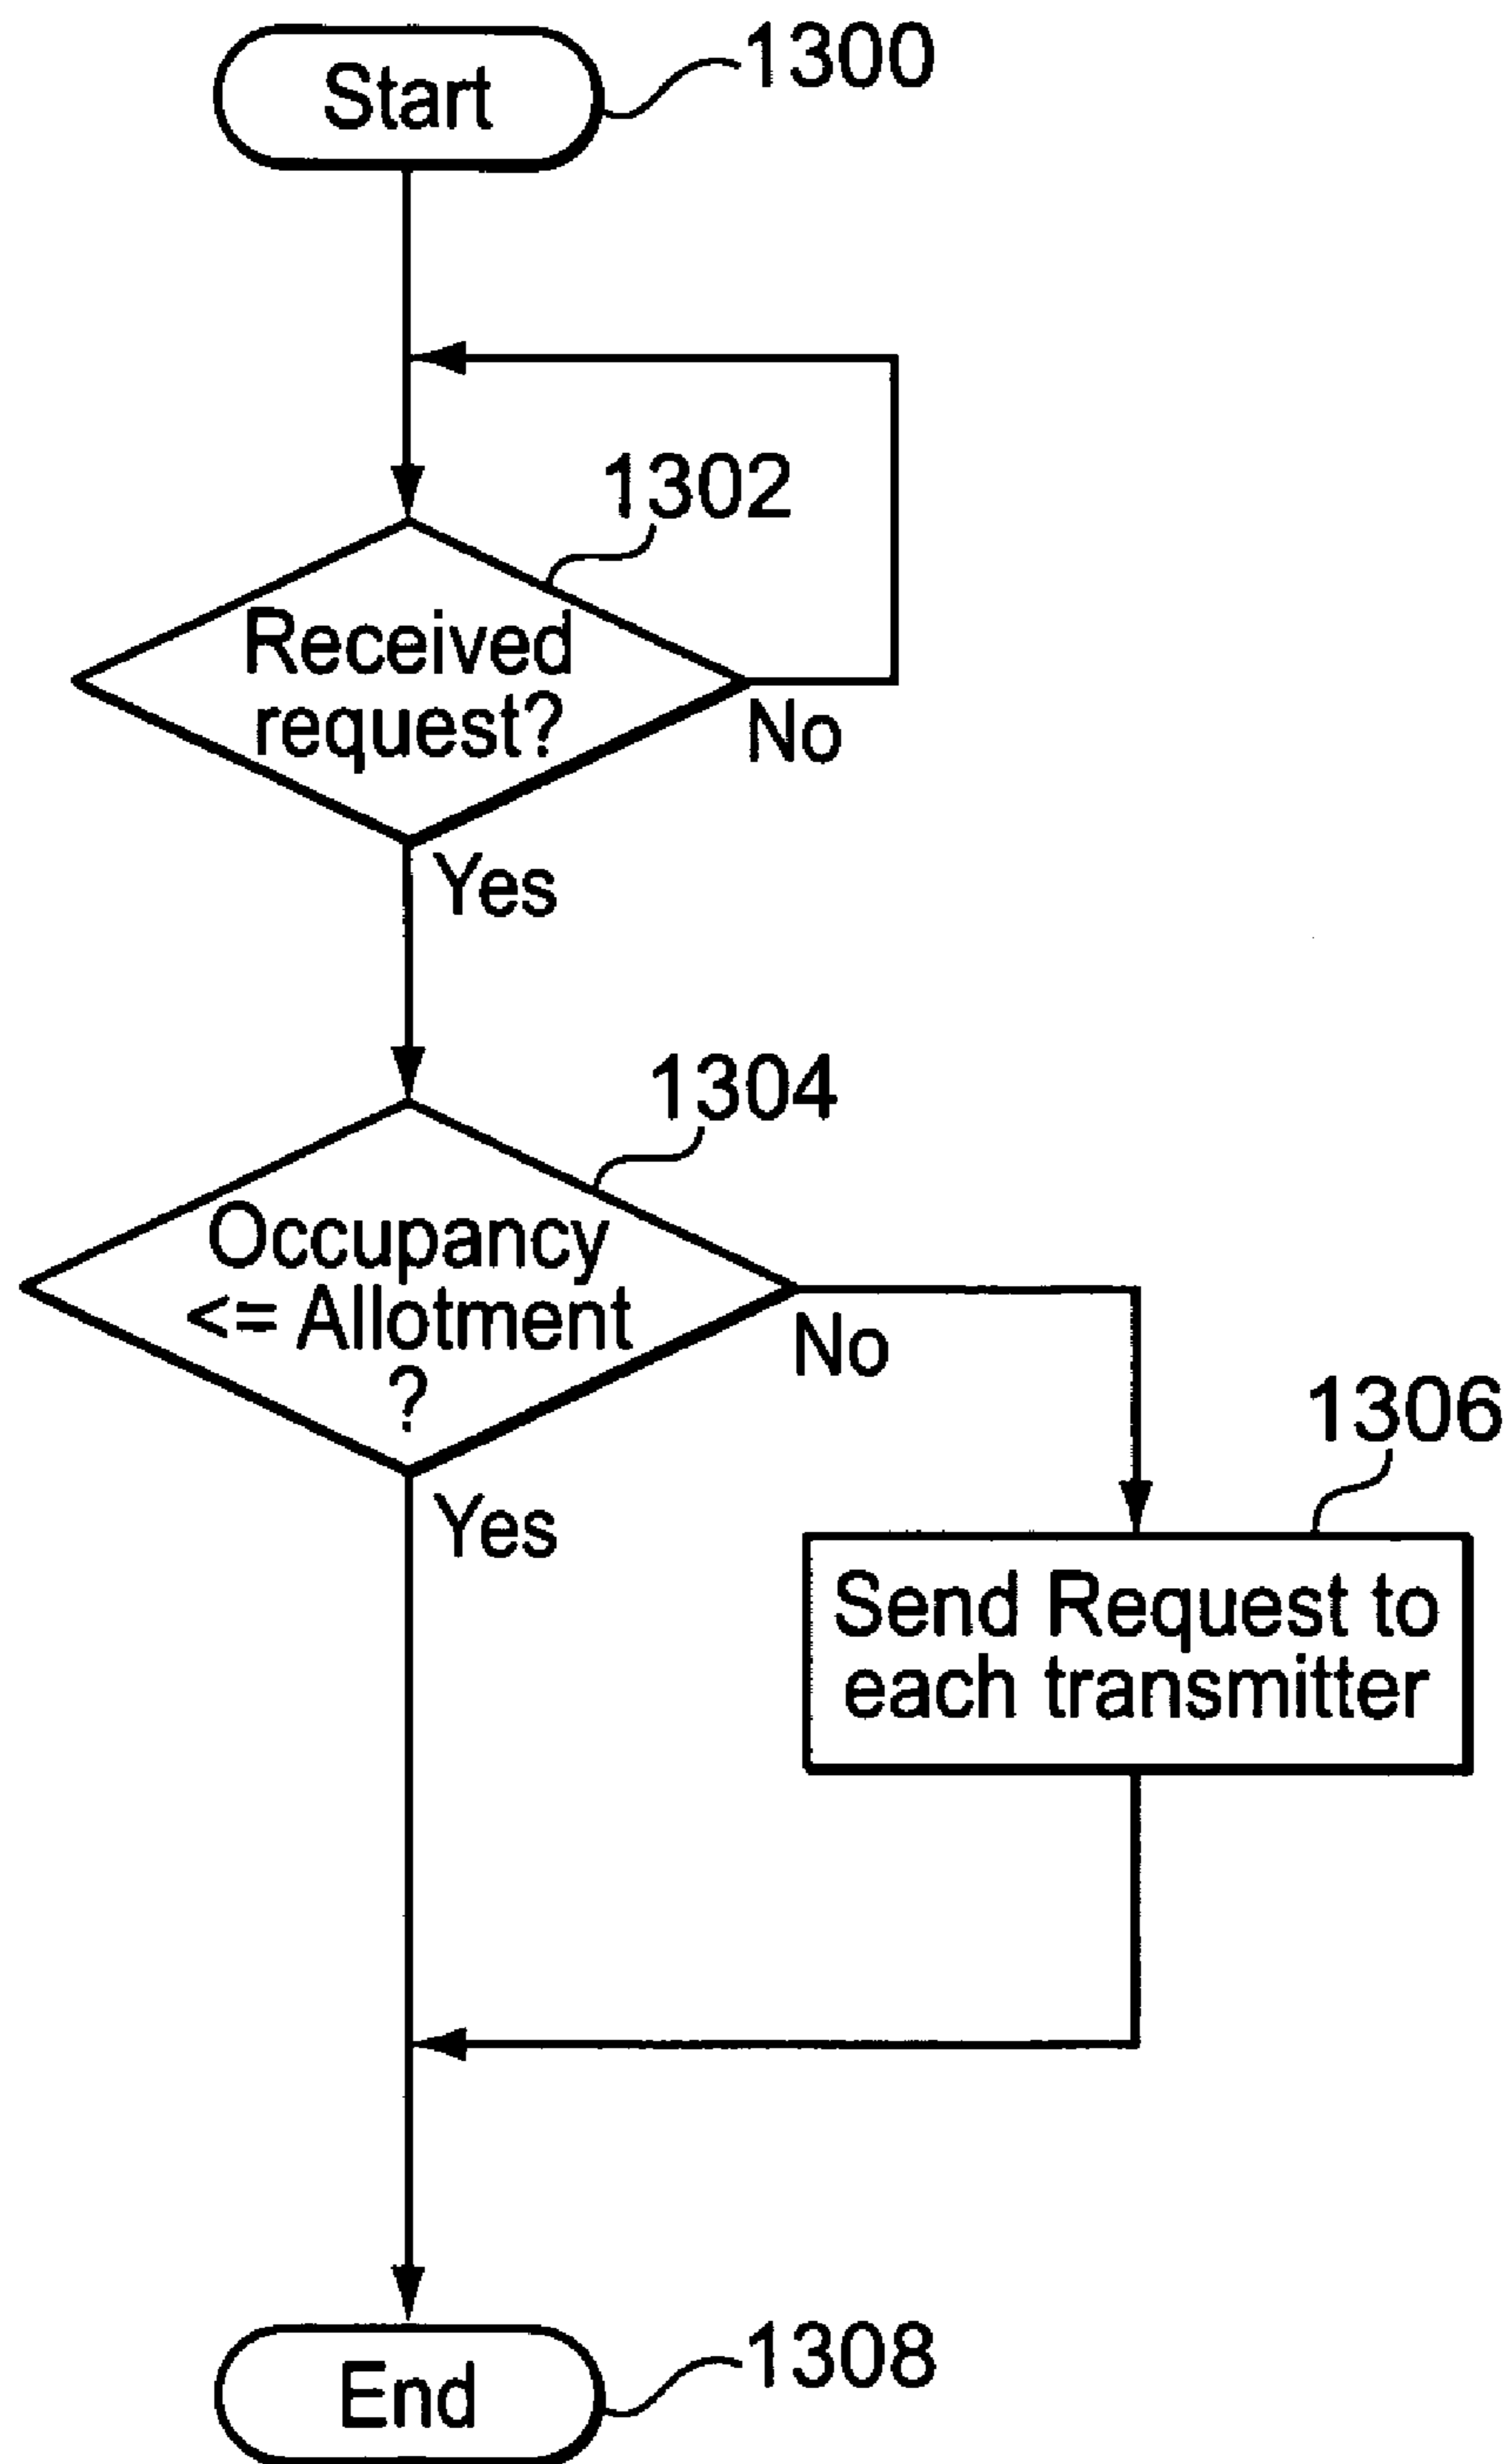 Start
1300
1302
Received
request?
No
Yes
1304
Occupancy
<= Allotment
?
No
Yes
1306
Send Request to
each transmitter
End
1308